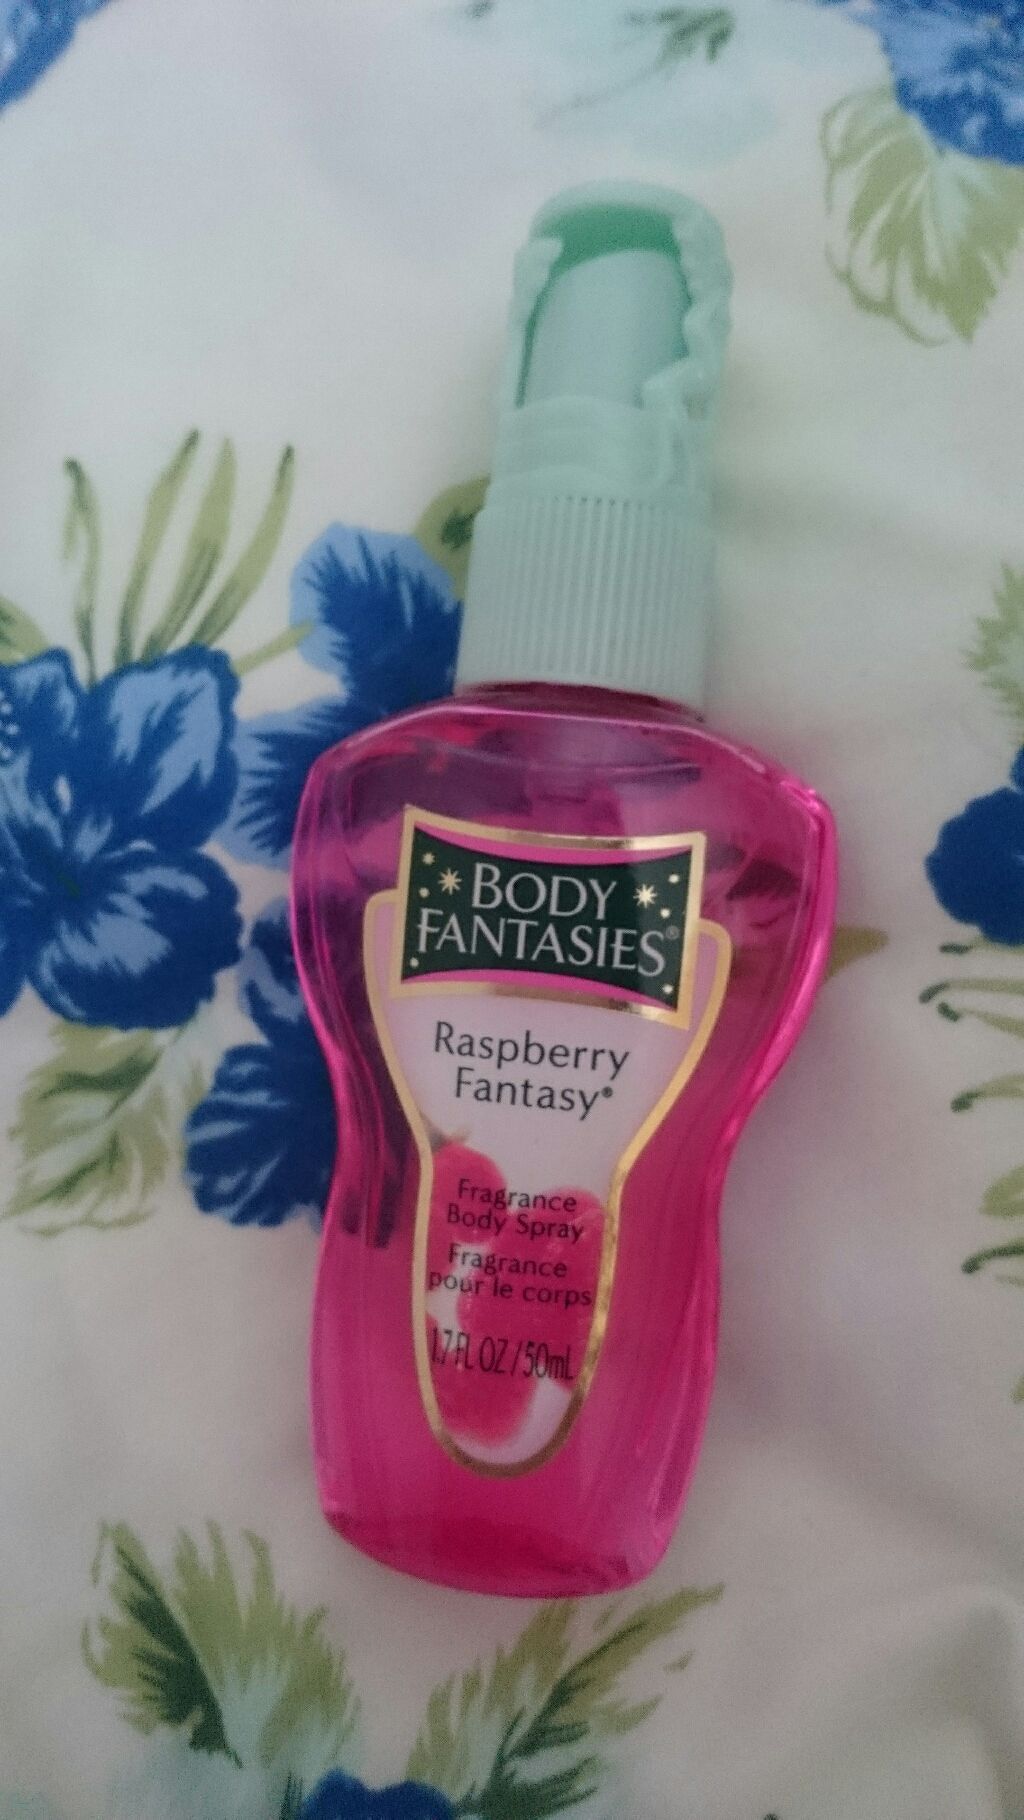 BODY
FANTASIES®
Raspberry
Fantasy®
Fragrance
Body Spray
Fragrance
pour le corps
1.7 FL OZ / 50mL